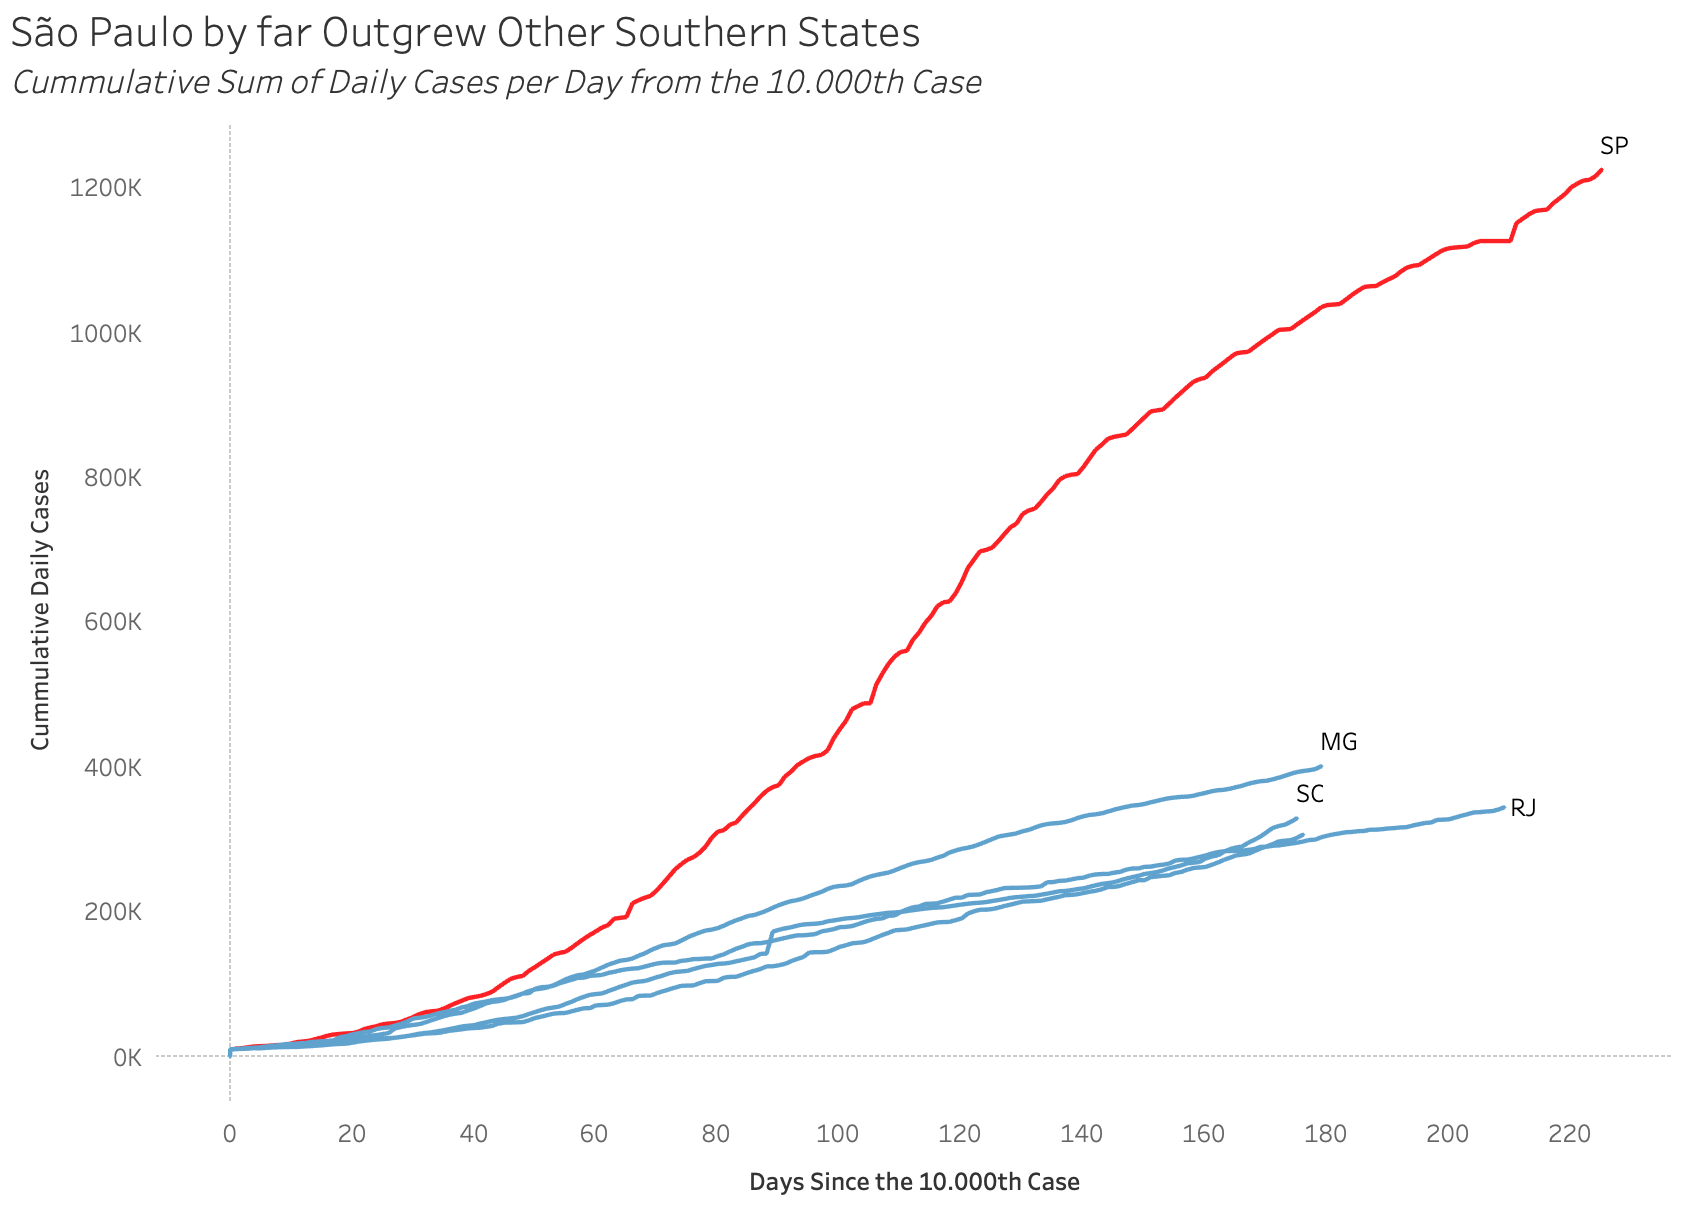 São Paulo by far Outgrew Other Southern States
Cummulative Sum of Daily Cases per Day from the 10.000th Case
SP
1200K
1000K
800K
600K
400K
200K
0K
Cummulative Daily Cases
MG
SC
RJ
0 20 40 60 80 100 120 140 160 180 200 220
Days Since the 10.000th Case